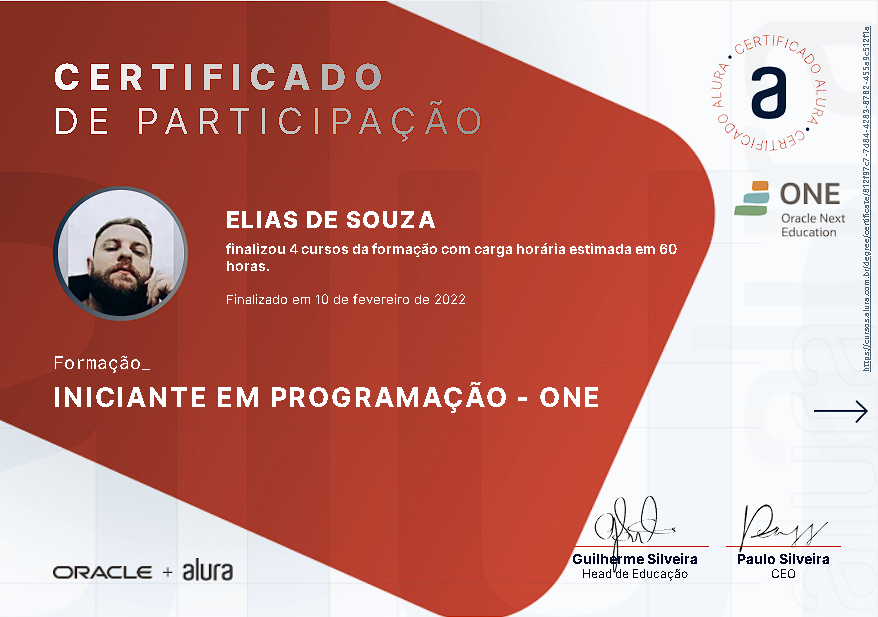 CERTIFICADO
DE PARTICIPAÇÃO
CERTIFICADO ALURA • CERTIFICADO ALURA •
a
ONE
Oracle Next
Education
ELIAS DE SOUZA
finalizou 4 cursos da formação com carga horária estimada em 60
horas.
Finalizado em 10 de fevereiro de 2022
Formação_
INICIANTE EM PROGRAMAÇÃO - ONE
ORACLE + alura
Guilherme Silveira
Head de Educação
Paulo Silveira
CEO